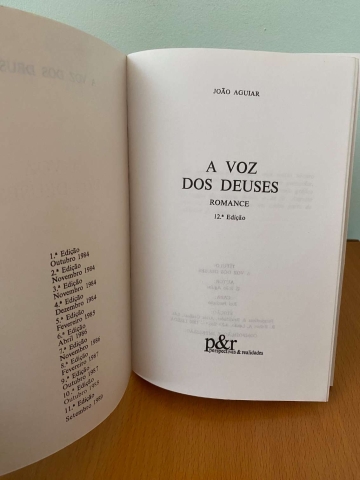 1.ª Edição
Outubro 1984
2.ª Edição
Novembro 1984
3.ª Edição
Novembro 1984
4.ª Edição
Dezembro 1984
5.ª Edição
Fevereiro 1985
6.ª Edição
Abril 1986
7.ª Edição
Novembro 1986
8.ª Edição
Fevereiro 1987
9.ª Edição
Outubro 1987
10.ª Edição
Outubro
11.ª Edição
Setembro 1989
JOÃO AGUIAR
A VOZ
DOS DEUSES
ROMANCE
12.ª Edição
p&r
perspectivas & realidades